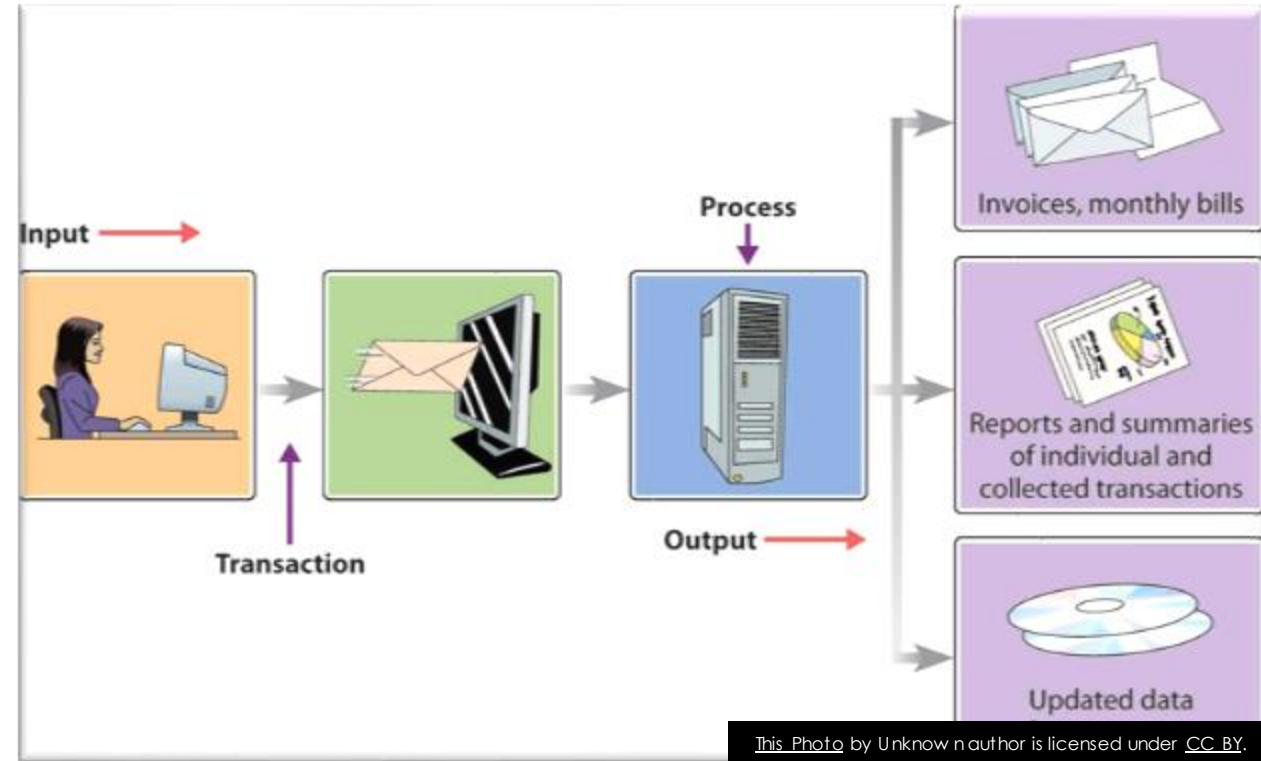 Input
Transaction
Process
Output
Invoices, monthly bills
Reports and summaries
of individual and
collected transactions
Updated data
This Photo by Unknown author is licensed under CC BY.